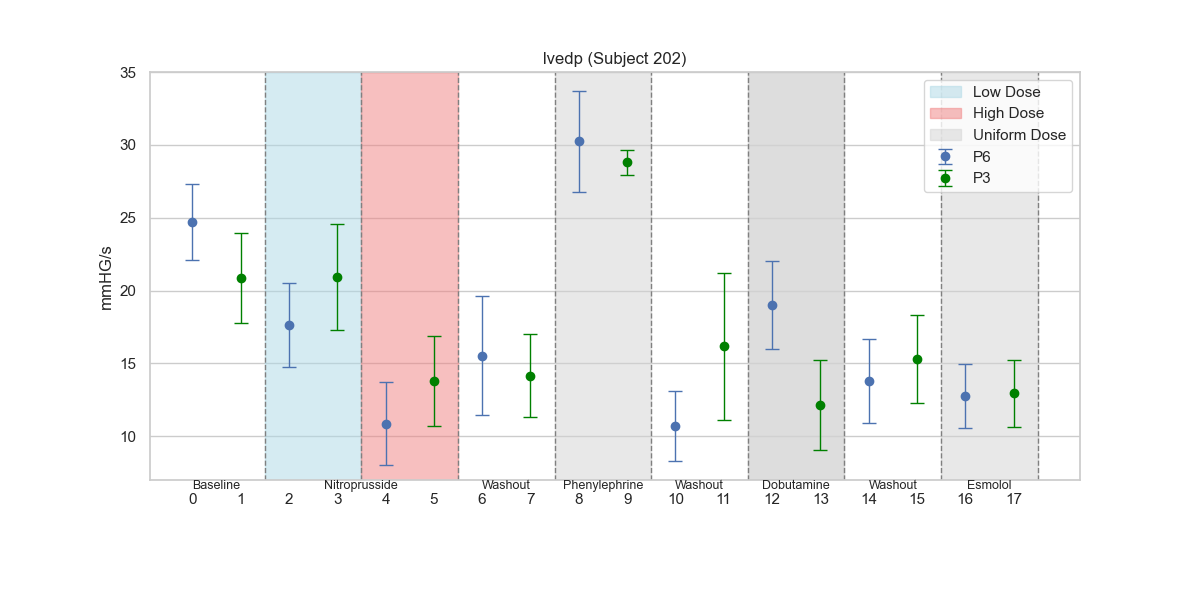 lvedp (Subject 202)
mmHG/s
35
30
25
20
15
10
Low Dose
High Dose
Uniform Dose
P6
P3
Baseline Nitroprusside Washout Phenylephrine Washout Dobutamine Washout Esmolol
0 1 2 3 4 5 6 7 8 9 10 11 12 13 14 15 16 17